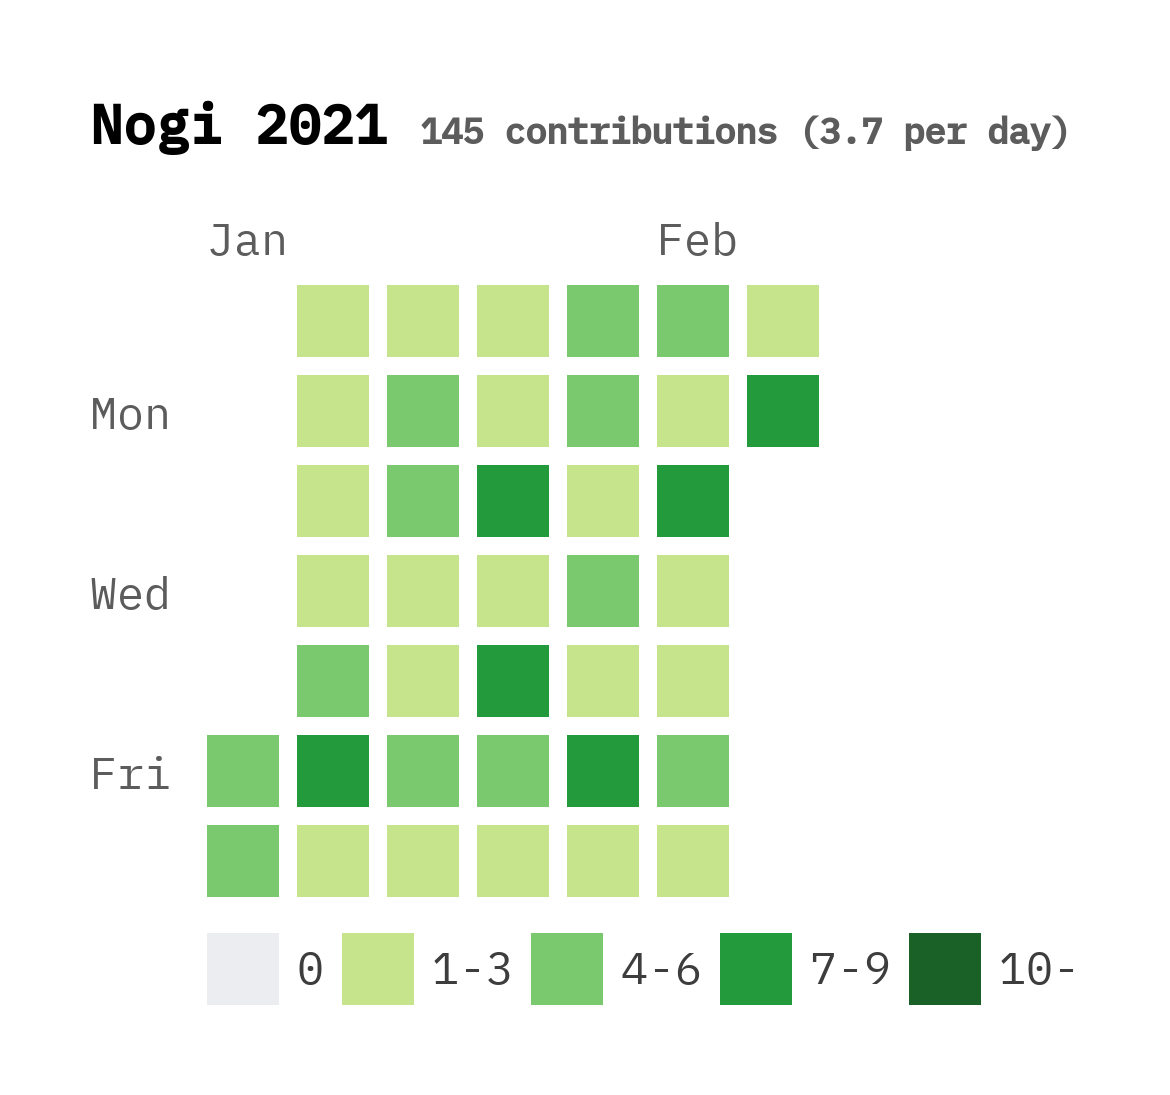 Nogi 2021 145 contributions (3.7 per day)
Jan Feb
Mon
Wed
Fri
0 1-3 4-6 7-9 10-